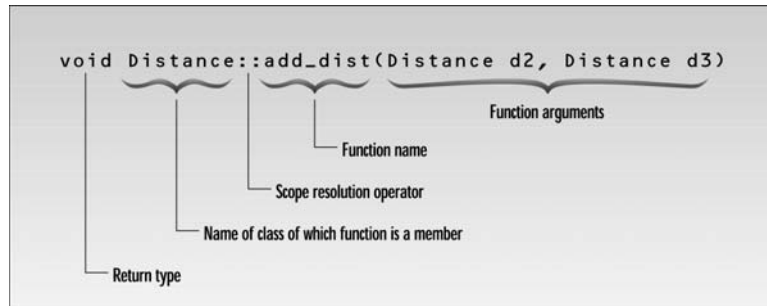 void Distance::add_dist(Distance d2, Distance d3)
Function arguments
Function name
Scope resolution operator
Name of class of which function is a member
Return type